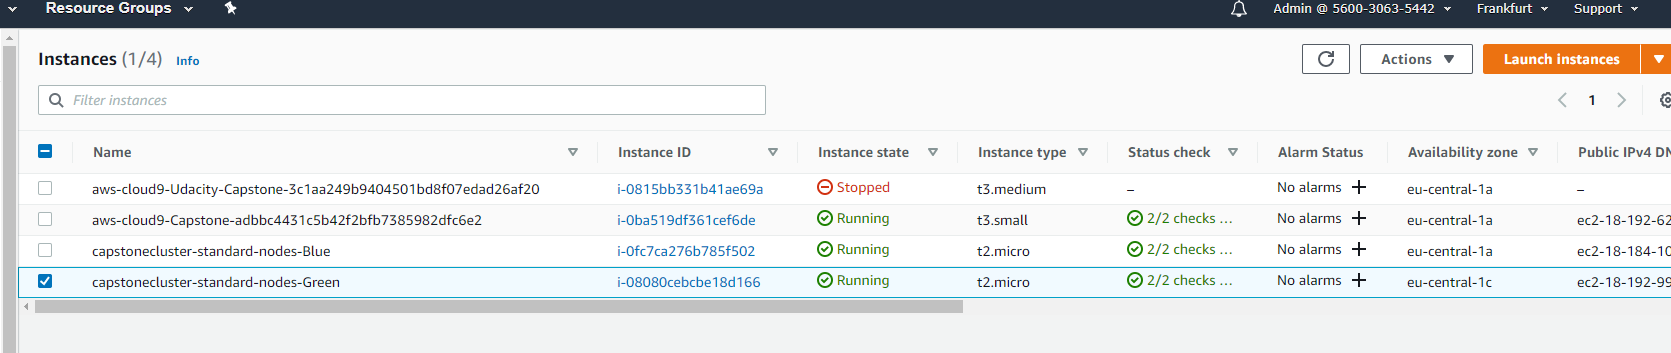 Resource Groups Admin @ 5600-3063-5442 Frankfurt Support
Instances (1/4) Info Actions Launch instances
Filter instances 1
Name Instance ID Instance state Instance type Status check Alarm Status Availability zone Public IPv4 DN
aws-cloud9-Udacity-Capstone-3c1aa249b9404501bd8f07edad26af20 i-0815bb331b41ae69a Stopped t3.medium – No alarms + eu-central-1a –
aws-cloud9-Capstone-adbbc4431c5b42f2bfb7385982dfc6e2 i-0ba519df361cef6de Running t3.small 2/2 checks ... No alarms + eu-central-1a ec2-18-192-62
capstonecluster-standard-nodes-Blue i-0fc7ca276b785f502 Running t2.micro 2/2 checks ... No alarms + eu-central-1a ec2-18-184-10
capstonecluster-standard-nodes-Green i-08080cebcbe18d166 Running t2.micro 2/2 checks ... No alarms + eu-central-1c ec2-18-192-99